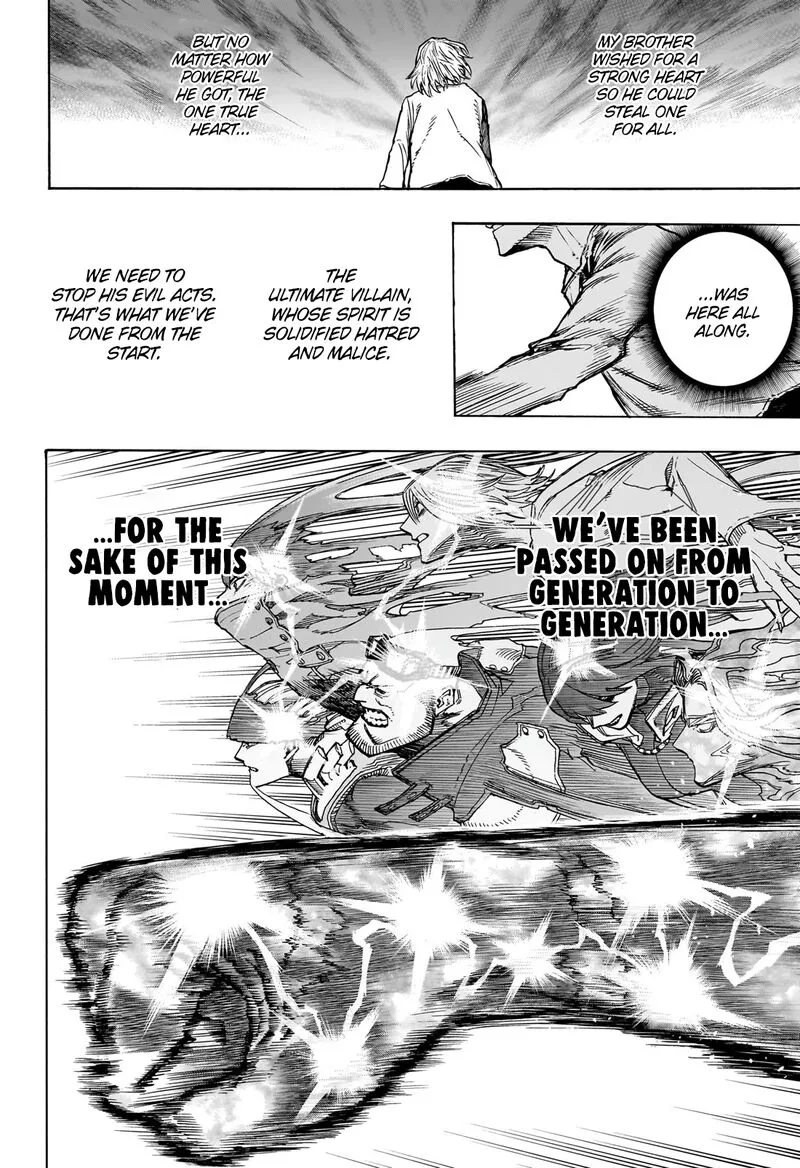 MY BROTHER
WISHED FOR A
STRONG HEART
SO HE COULD
STEAL ONE
FOR ALL.
BUT NO
MATTER HOW
POWERFUL
HE GOT, THE
ONE TRUE
HEART...
...WAS
HERE ALL
ALONG.
THE
ULTIMATE VILLAIN,
WHOSE SPIRIT IS
SOLIDIFIED HATRED
AND MALICE.
WE NEED TO
STOP HIS EVIL ACTS.
THAT'S WHAT WE'VE
DONE FROM THE
START.
WE'VE BEEN
PASSED ON FROM
GENERATION TO
GENERATION...
...FOR THE
SAKE OF THIS
MOMENT...